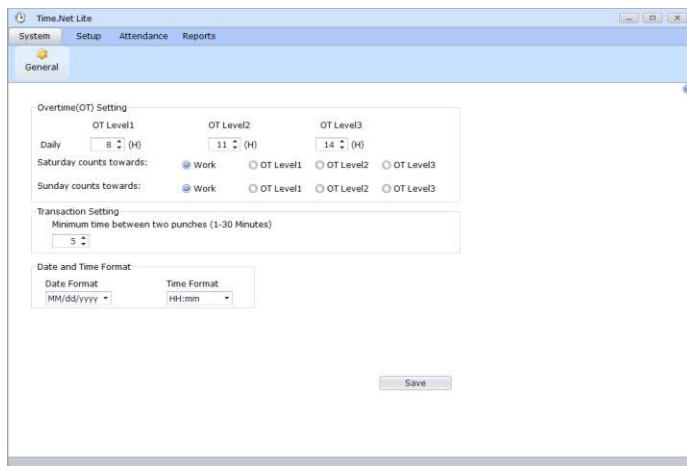 Time.Net Lite
System Setup Attendance Reports
General
Overtime(OT) Setting
OT Level1 OT Level2 OT Level3
Daily 8 (H) 11 (H) 14 (H)
Saturday counts towards: Work OT Level1 OT Level2 OT Level3
Sunday counts towards: Work OT Level1 OT Level2 OT Level3
Transaction Setting
Minimum time between two punches (1-30 Minutes)
5
Date and Time Format
Date Format Time Format
MM/dd/yyyy HH:mm
Save